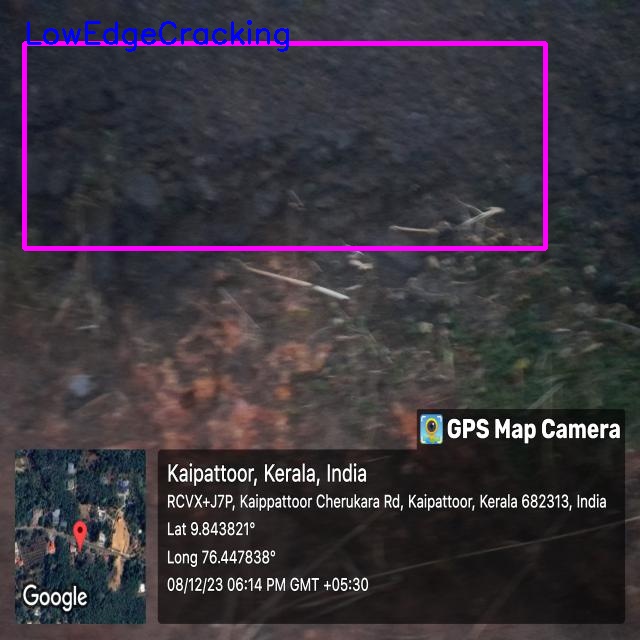 LowEdgeCracking
GPS Map Camera
Kaipattoor, Kerala, India
RCVX+J7P, Kaippattoor Cherukara Rd, Kaipattoor, Kerala 682313, India
Lat 9.843821°
Long 76.447838°
08/12/23 06:14 PM GMT +05:30
Google